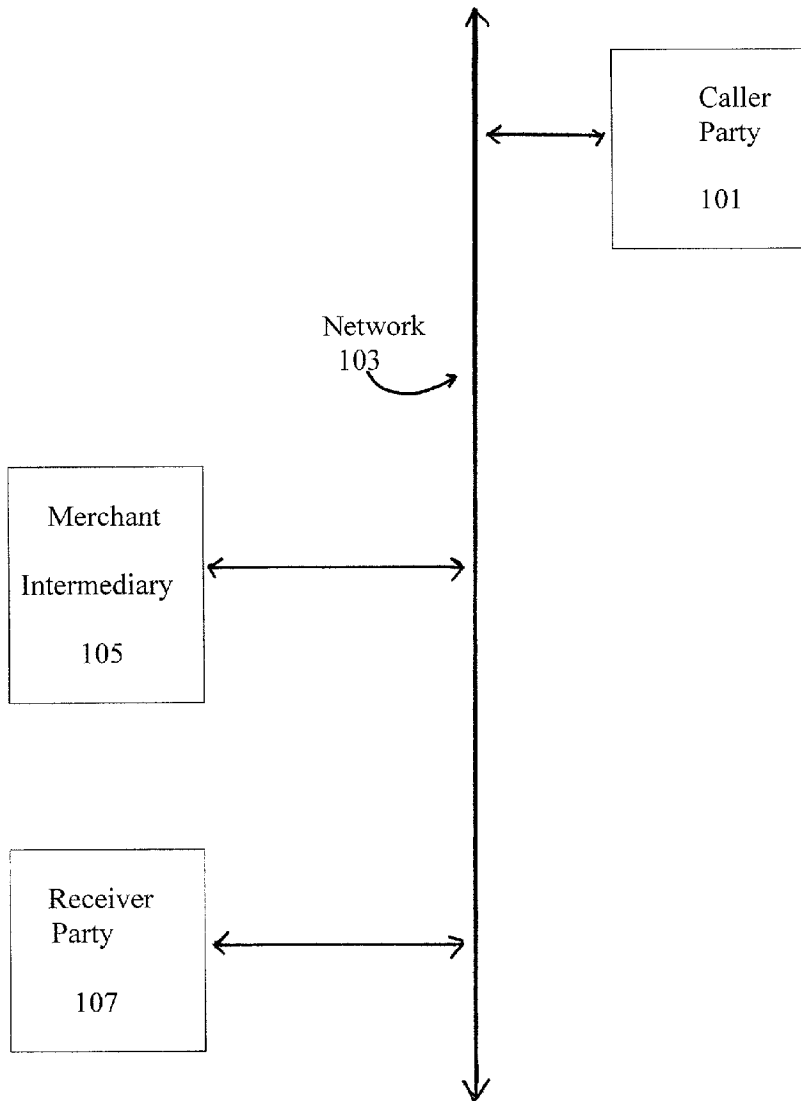 Caller
Party
101
Network
103
Merchant
Intermediary
105
Receiver
Party
107